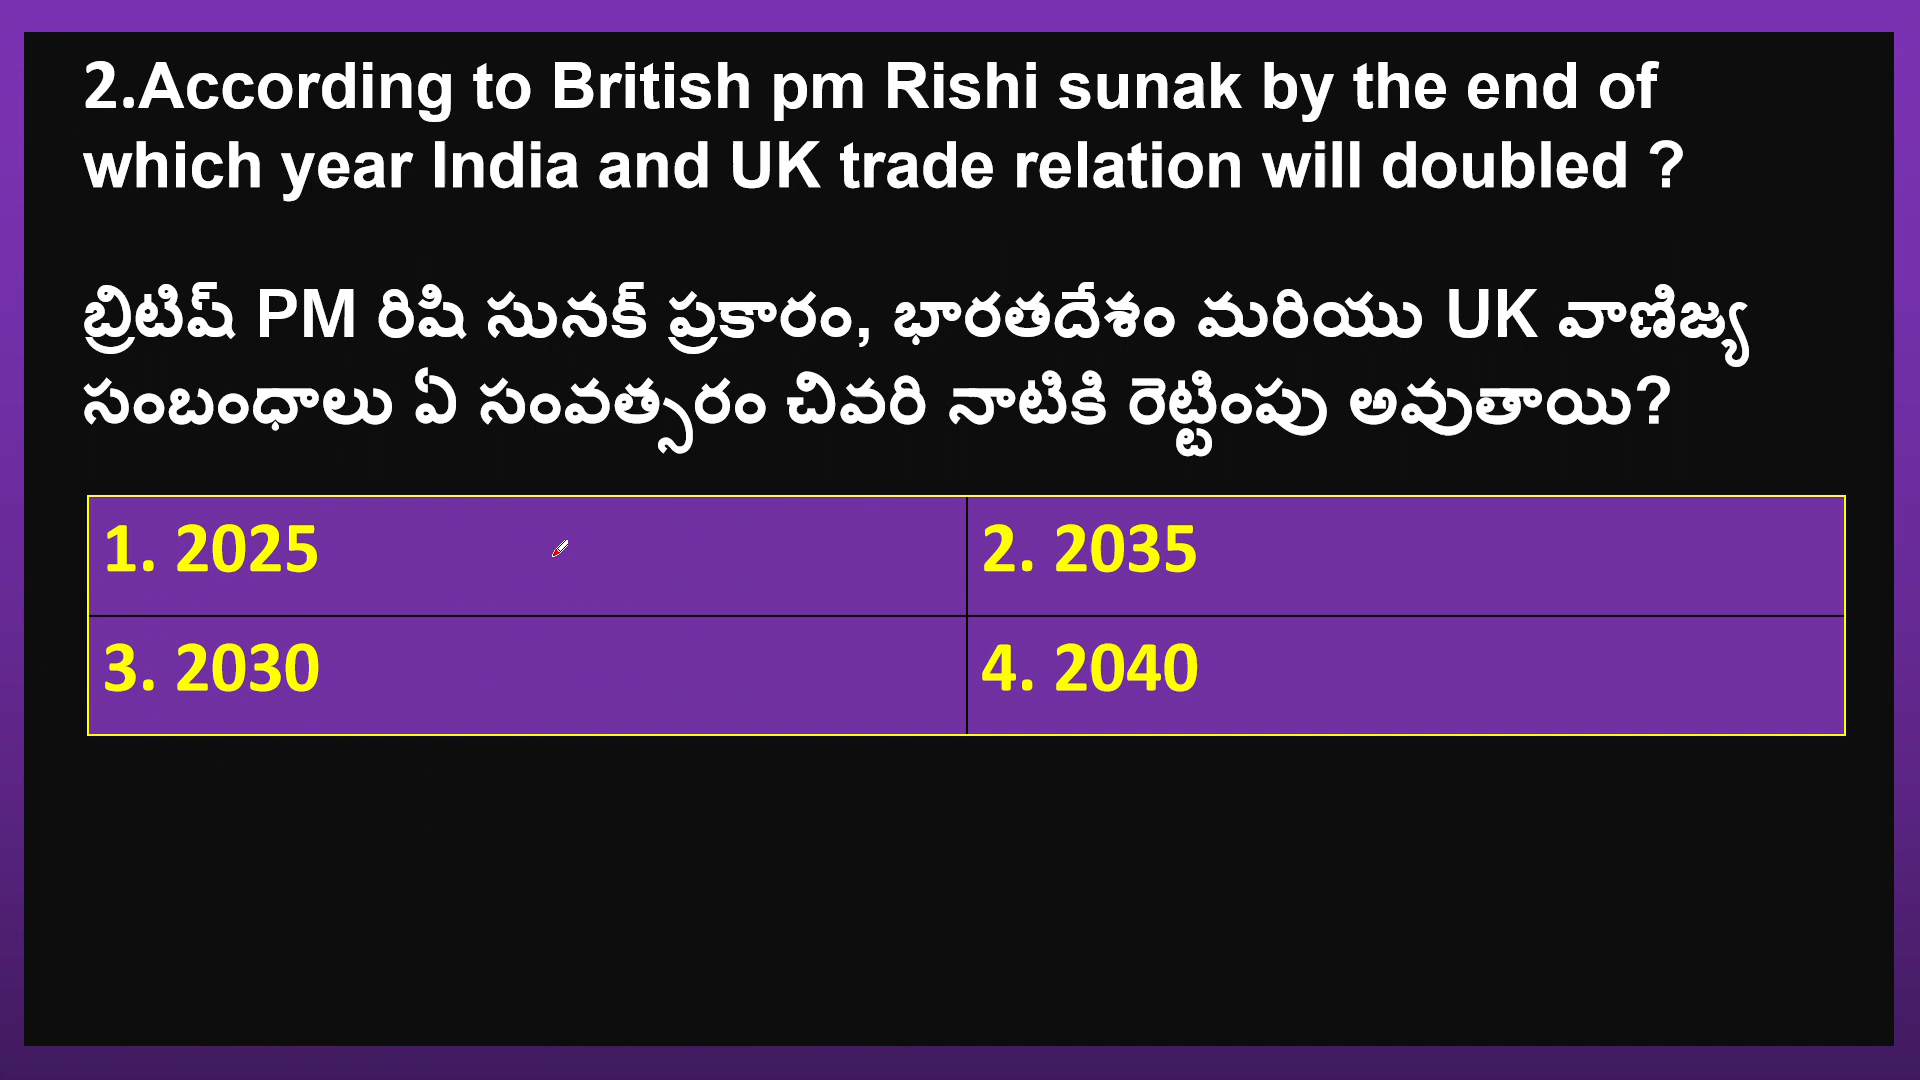 2.According to British pm Rishi sunak by the end of
which year India and UK trade relation will doubled ?
బ్రిటిష్ PM రిషి సునక్ ప్రకారం, భారతదేశం మరియు UK వాణిజ్య
సంబంధాలు ఏ సంవత్సరం చివరి నాటికి రెట్టింపు అవుతాయి?
1. 2025
2. 2035
3. 2030
4. 2040